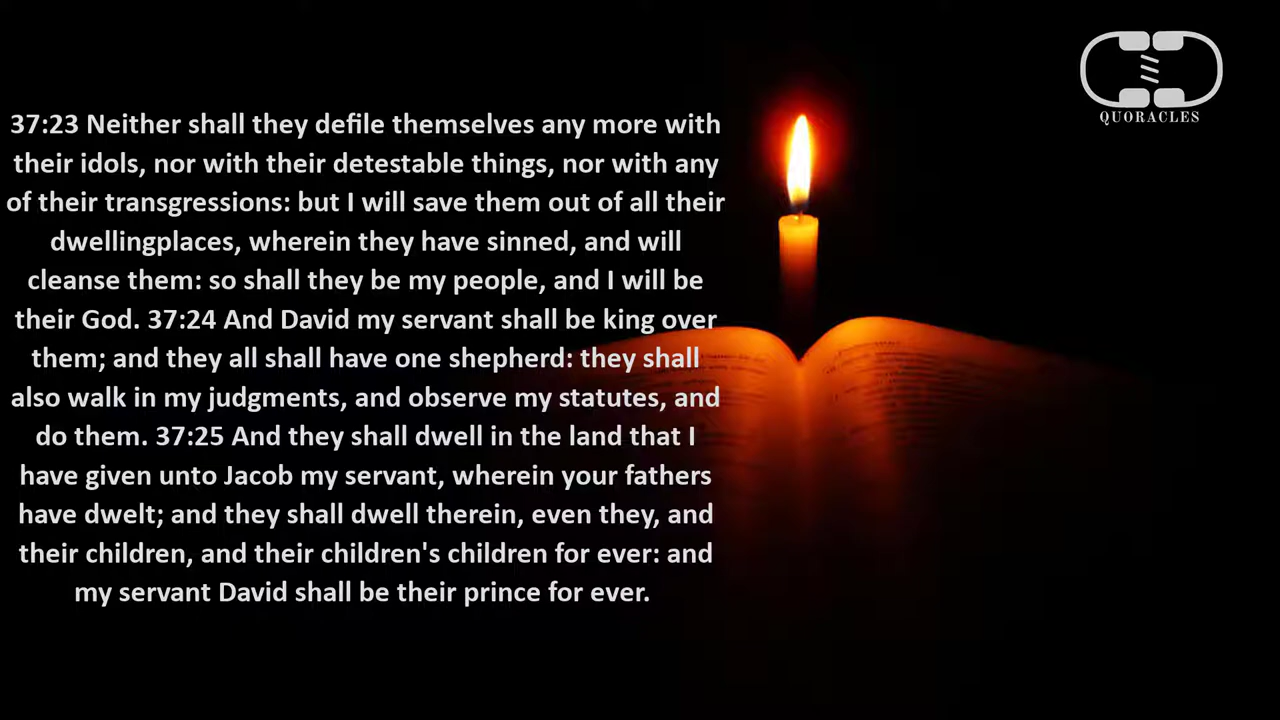 QUORACLES
37:23 Neither shall they defile themselves any more with
their idols, nor with their detestable things, nor with any
of their transgressions: but I will save them out of all their
dwellingplaces, wherein they have sinned, and will
cleanse them: so shall they be my people, and I will be
their God. 37:24 And David my servant shall be king over
them; and they all shall have one shepherd: they shall
also walk in my judgments, and observe my statutes, and
do them. 37:25 And they shall dwell in the land that I
have given unto Jacob my servant, wherein your fathers
have dwelt; and they shall dwell therein, even they, and
their children, and their children's children for ever: and
my servant David shall be their prince for ever.